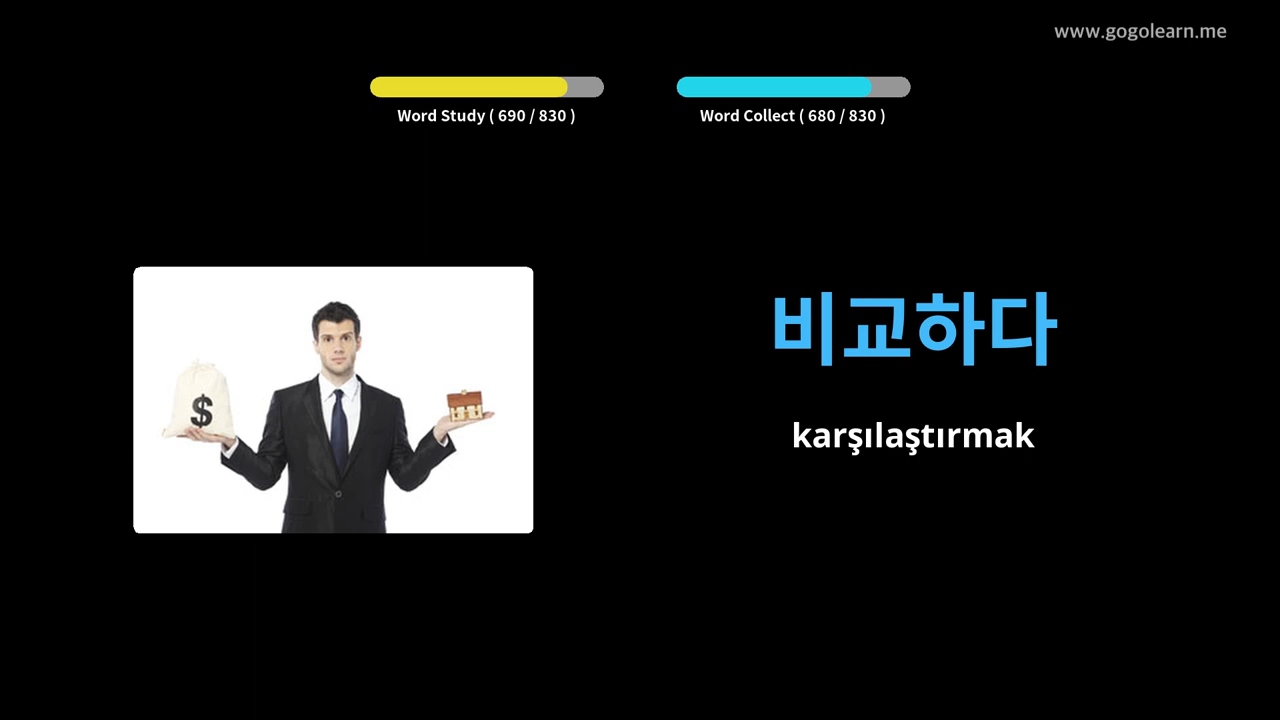 www.gogolearn.me
Word Study ( 690 / 830 )
Word Collect ( 680 / 830 )
$
비교하다
karşılaştırmak